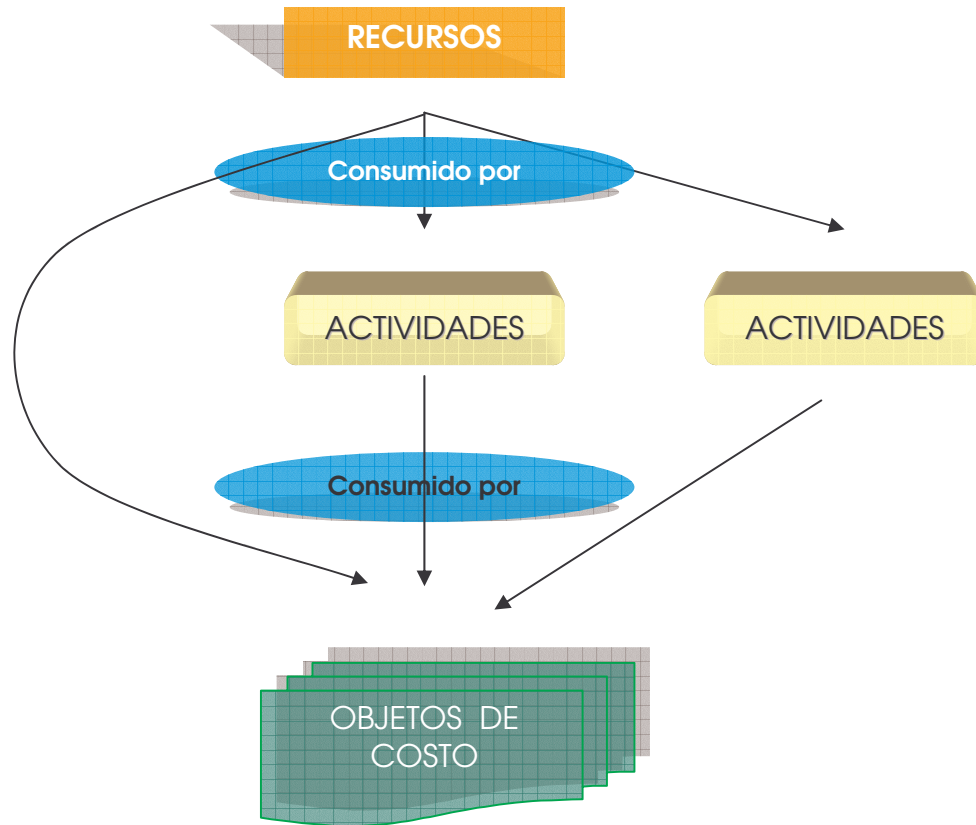 RECURSOS
Consumido por
ACTIVIDADES
ACTIVIDADES
Consumido por
OBJETOS DE
COSTO